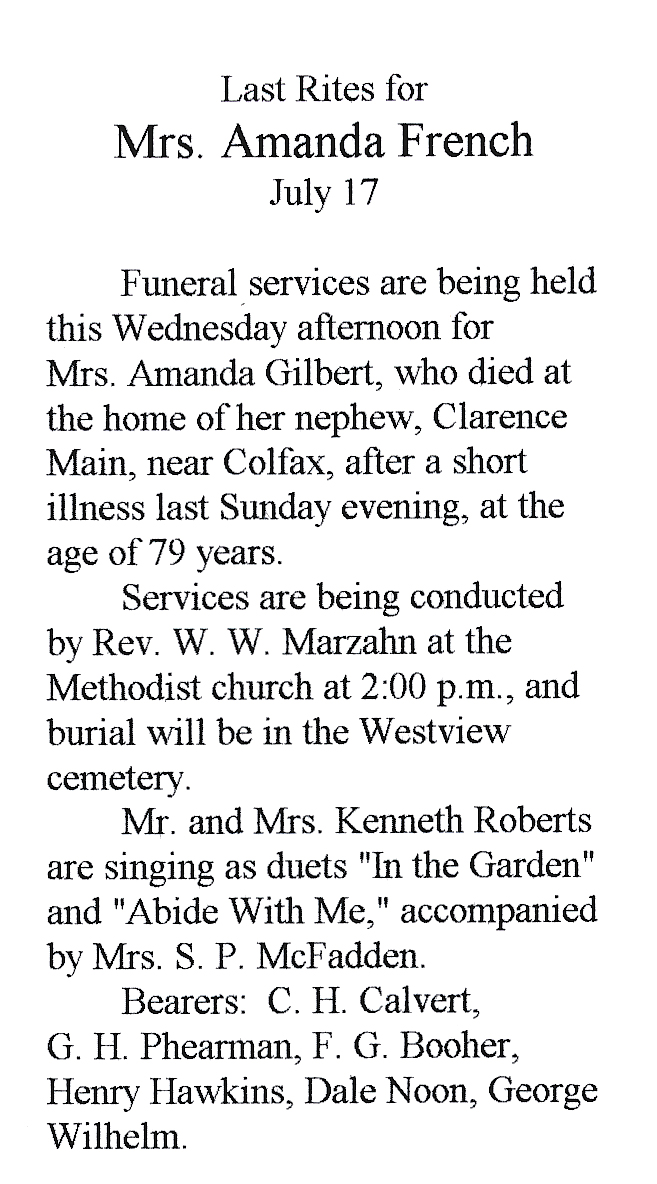 Last Rites for
Mrs. Amanda French
July 17
Funeral services are being held
this Wednesday afternoon for
Mrs. Amanda Gilbert, who died at
the home of her nephew, Clarence
Main, near Colfax, after a short
illness last Sunday evening, at the
age of 79 years.
Services are being conducted
by Rev. W. W. Marzahn at the
Methodist church at 2:00 p.m., and
burial will be in the Westview
cemetery.
Mr. and Mrs. Kenneth Roberts
are singing as duets "In the Garden"
and "Abide With Me," accompanied
by Mrs. S. P. McFadden.
Bearers:  C. H. Calvert,
G. H. Phearman, F. G. Booher,
Henry Hawkins, Dale Noon, George
Wilhelm.